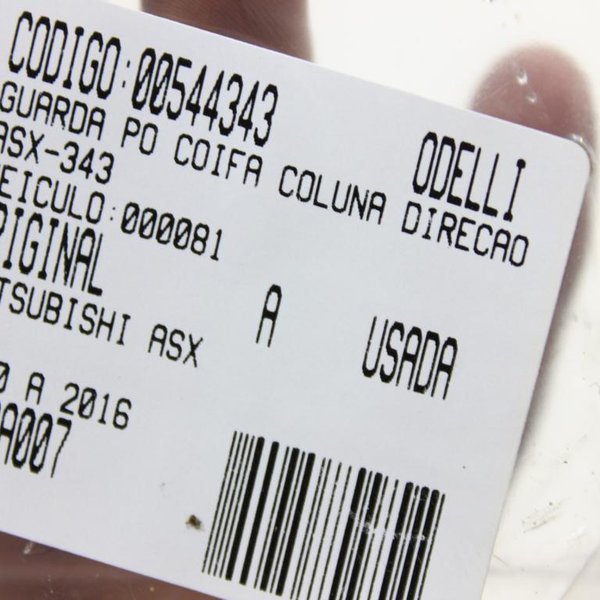 CODIGO:00544343
ODELLI
GUARDA PO COIFA COLUNA DIRECAO
ASX-343
EICULO:000081
RIGINAL
A USADA
TSUBISHI ASX
0 A 2016
A007